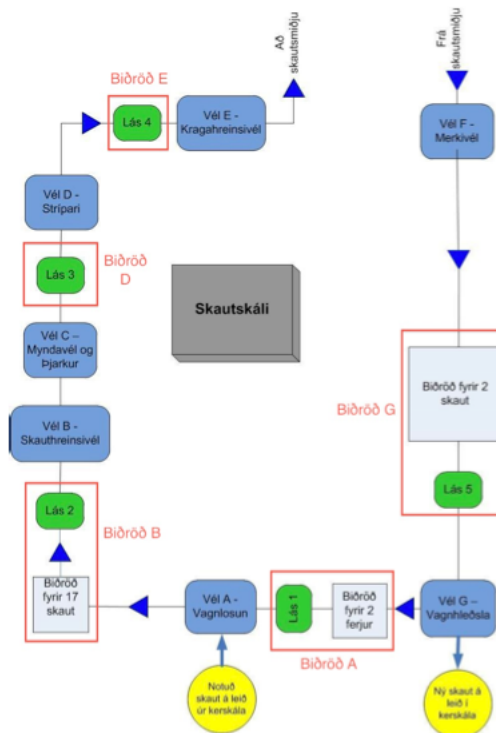 Að
skautsmiðju
Frá
skautsmiðju
Biðröð E
Lás 4
Vél E -
Kragahreinsivél
Vél F -
Merkivél
Vél D -
Strípari
Biðröð
D
Lás 3
Skautskáli
Vél C –
Myndavél og
Þjarkur
Biðröð fyrir 2
skaut
Biðröð G
Vél B -
Skauthreinsivél
Lás 5
Lás 2
Biðröð B
Biðröð
fyrir 17
skaut
Vél A -
Vagnlosun
Lás 1
Biðröð
fyrir 2
ferjur
Vél G –
Vagnhleðsla
Biðröð A
Notuð
skaut á leið
úr kerskála
Ný skaut á
leið í
kerskála